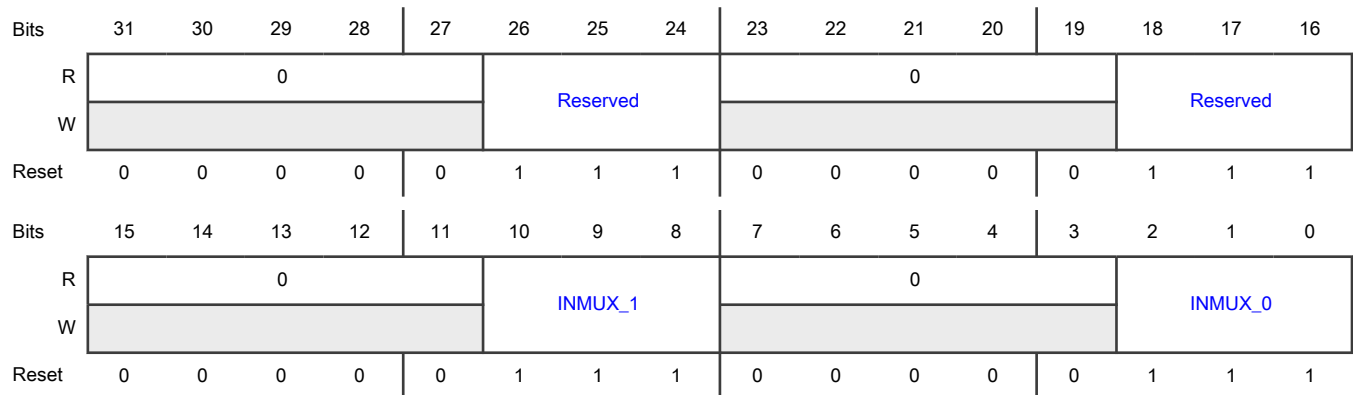 Bits 31 30 29 28 27 26 25 24 23 22 21 20 19 18 17 16
R 0 Reserved 0 Reserved
W
Reset 0 0 0 0 0 1 1 1 0 0 0 0 0 1 1 1
Bits 15 14 13 12 11 10 9 8 7 6 5 4 3 2 1 0
R 0 INMUX_1 0 INMUX_0
W
Reset 0 0 0 0 0 1 1 1 0 0 0 0 0 1 1 1